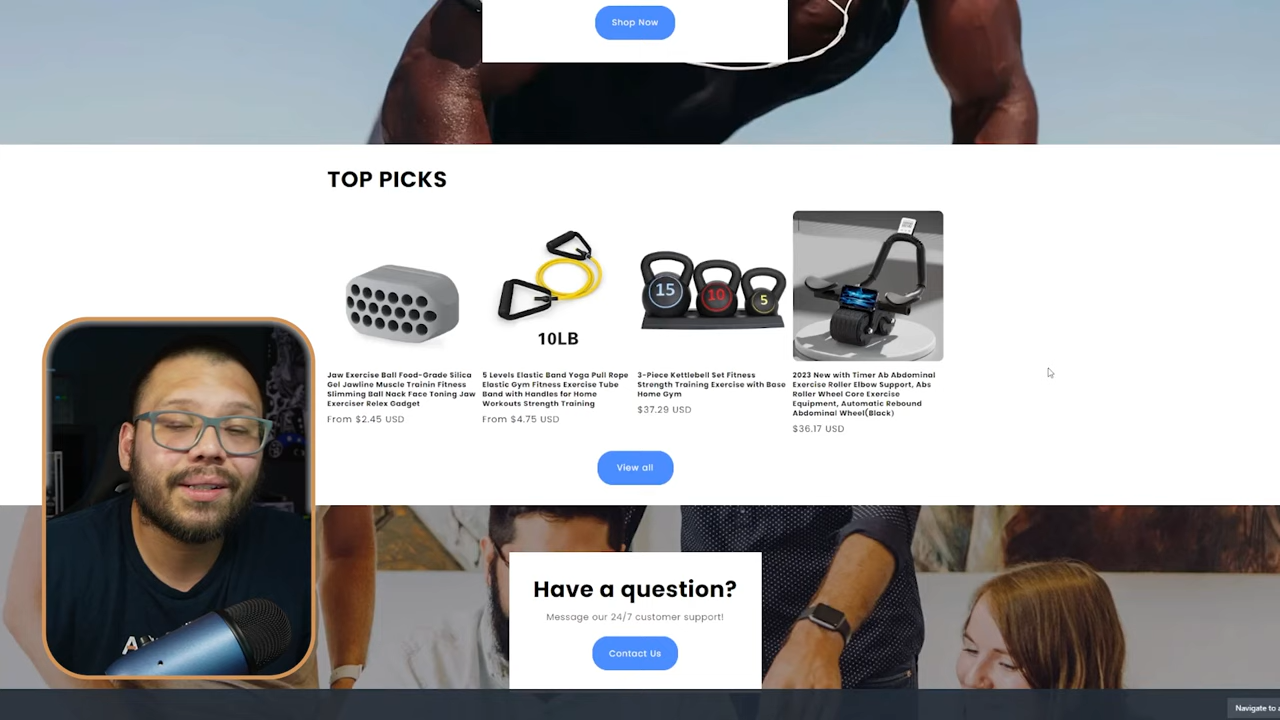 Shop Now
TOP PICKS
10LB
15
10
5
Jaw Exercise Ball Food-Grade Silica
Gel Jawline Muscle Trainin Fitness
Slimming Ball Nack Face Toning Jaw
Exerciser Relex Gadget
From $2.45 USD
5 Levels Elastic Band Yoga Pull Rope
Elastic Gym Fitness Exercise Tube
Band with Handles for Home
Workouts Strength Training
From $4.75 USD
3-Piece Kettlebell Set Fitness
Strength Training Exercise with Base
Home Gym
$37.29 USD
2023 New with Timer Ab Abdominal
Exercise Roller Elbow Support, Abs
Roller Wheel Core Exercise
Equipment, Automatic Rebound
Abdominal Wheel(Black)
$36.17 USD
View all
Have a question?
Message our 24/7 customer support!
Contact Us
Navigate to